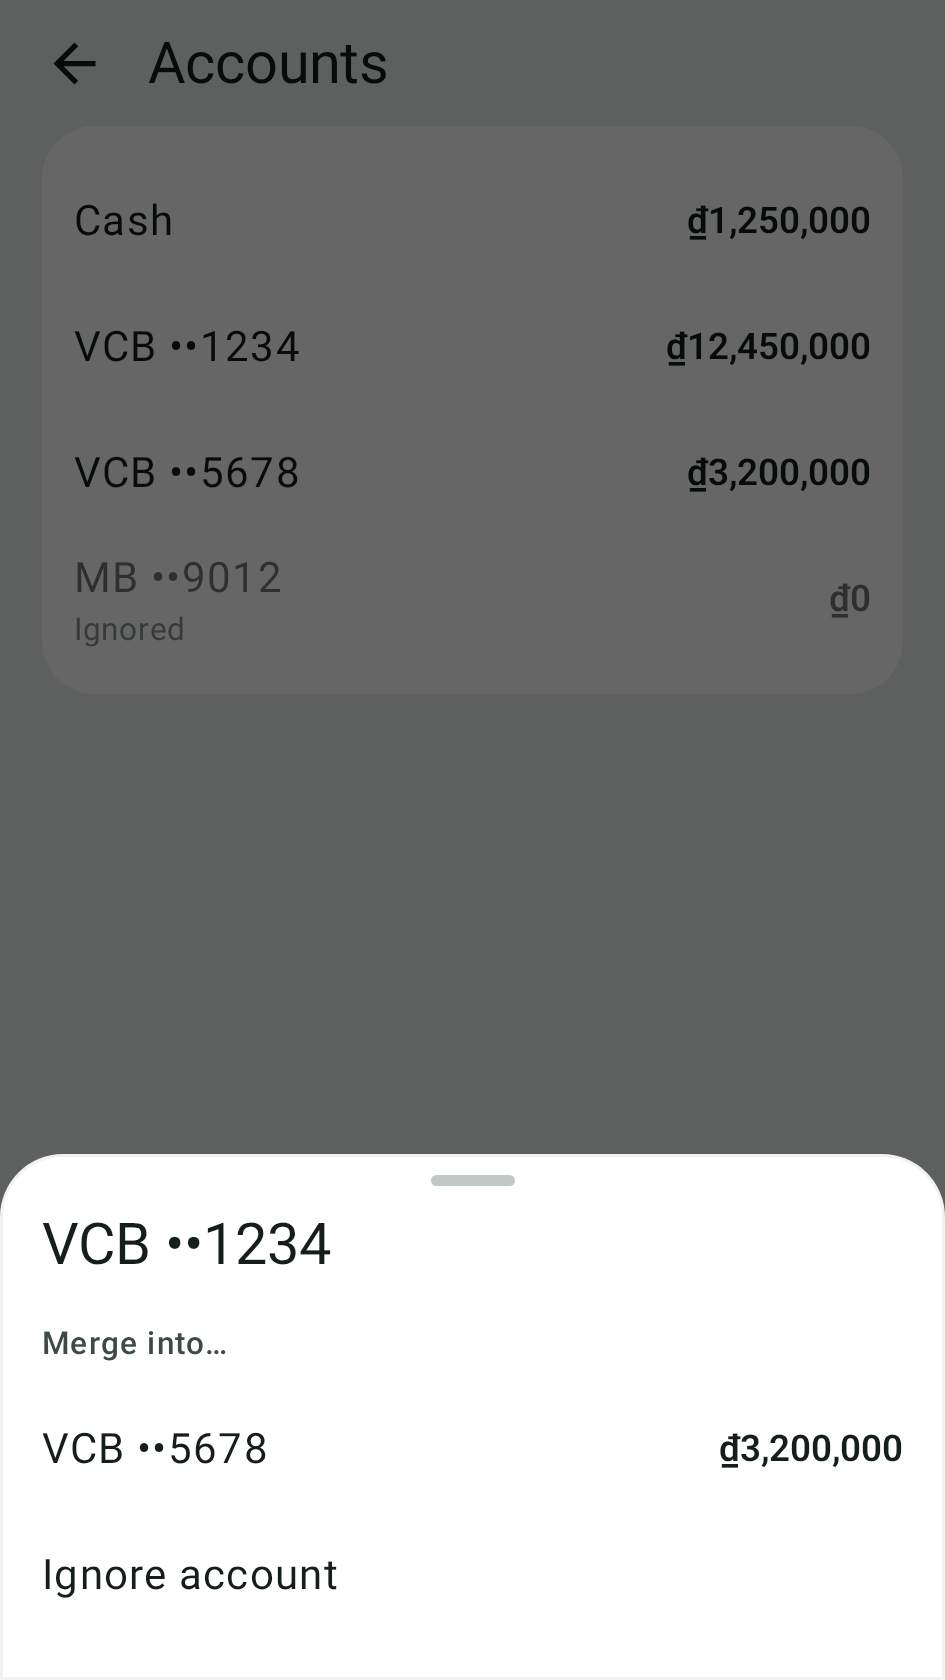 Accounts
Cash ₫1,250,000
VCB ••1234 ₫12,450,000
VCB ••5678 ₫3,200,000
MB ••9012 ₫0
Ignored
VCB ••1234
Merge into…
VCB ••5678 ₫3,200,000
Ignore account